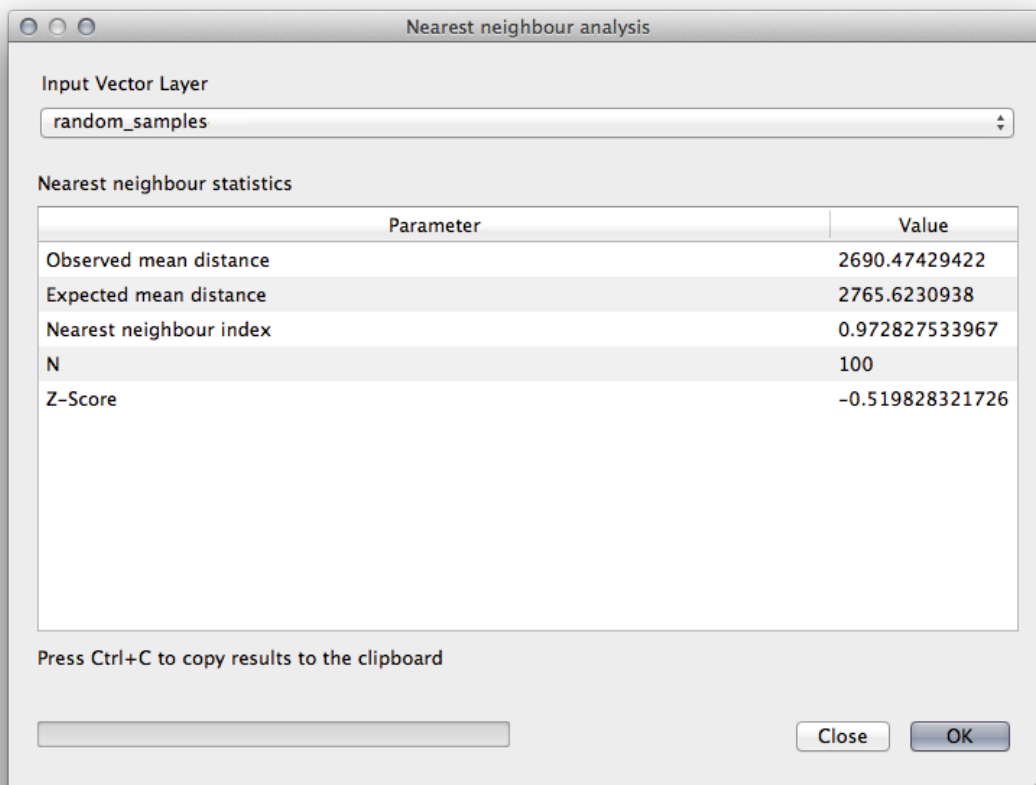 Nearest neighbour analysis
Input Vector Layer
random_samples
Nearest neighbour statistics
Parameter Value
Observed mean distance 2690.47429422
Expected mean distance 2765.6230938
Nearest neighbour index 0.972827533967
N 100
Z-Score -0.519828321726
Press Ctrl+C to copy results to the clipboard
Close OK